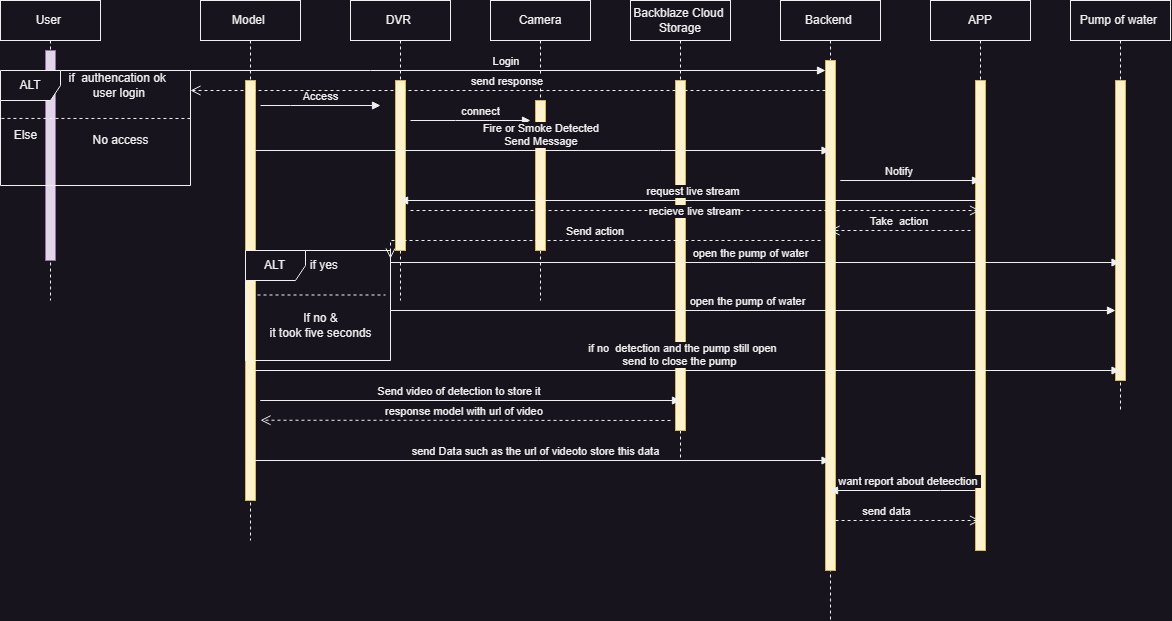 User
Model
DVR
Camera
Backblaze Cloud
Storage
Backend
APP
Pump of water
Login
ALT
if  authencation ok
user login
send response
Access
connect
Else
No access
Fire or Smoke Detected
Send Message
Notify
request live stream
recieve live stream
Take  action
Send action
open the pump of water
ALT
if yes
open the pump of water
If no &
it took five seconds
if no  detection and the pump still open
send to close the pump
Send video of detection to store it
response model with url of video
send Data such as the url of videoto store this data
want report about deteection
send data